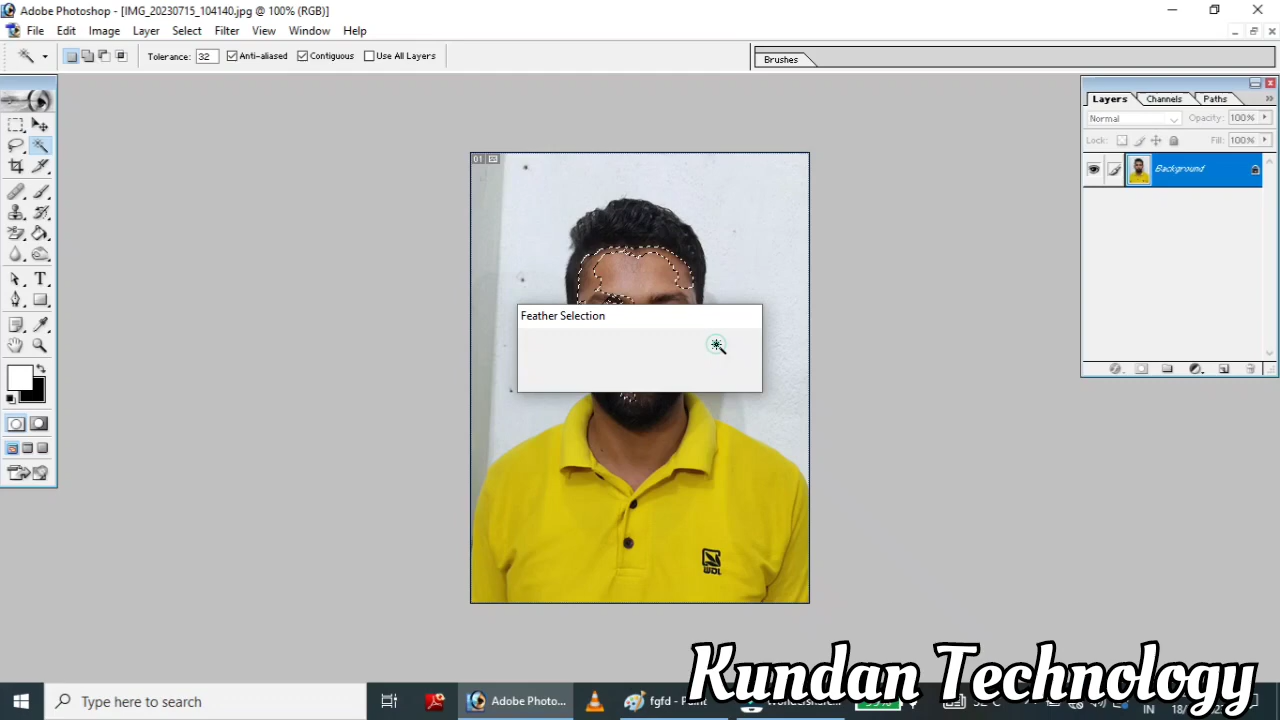 Adobe Photoshop - [IMG_20230715_104140.jpg @ 100% (RGB)]
File Edit Image Layer Select Filter View Window Help
Tolerance: 32 Anti-aliased Contiguous Use All Layers
Brushes
Layers Channels Paths
Normal Opacity: 100%
Lock: Fill: 100%
Background
01
Feather Selection
WOL
Kundan Technology
Type here to search
Adobe Photo...
fgfd - Paint
IN